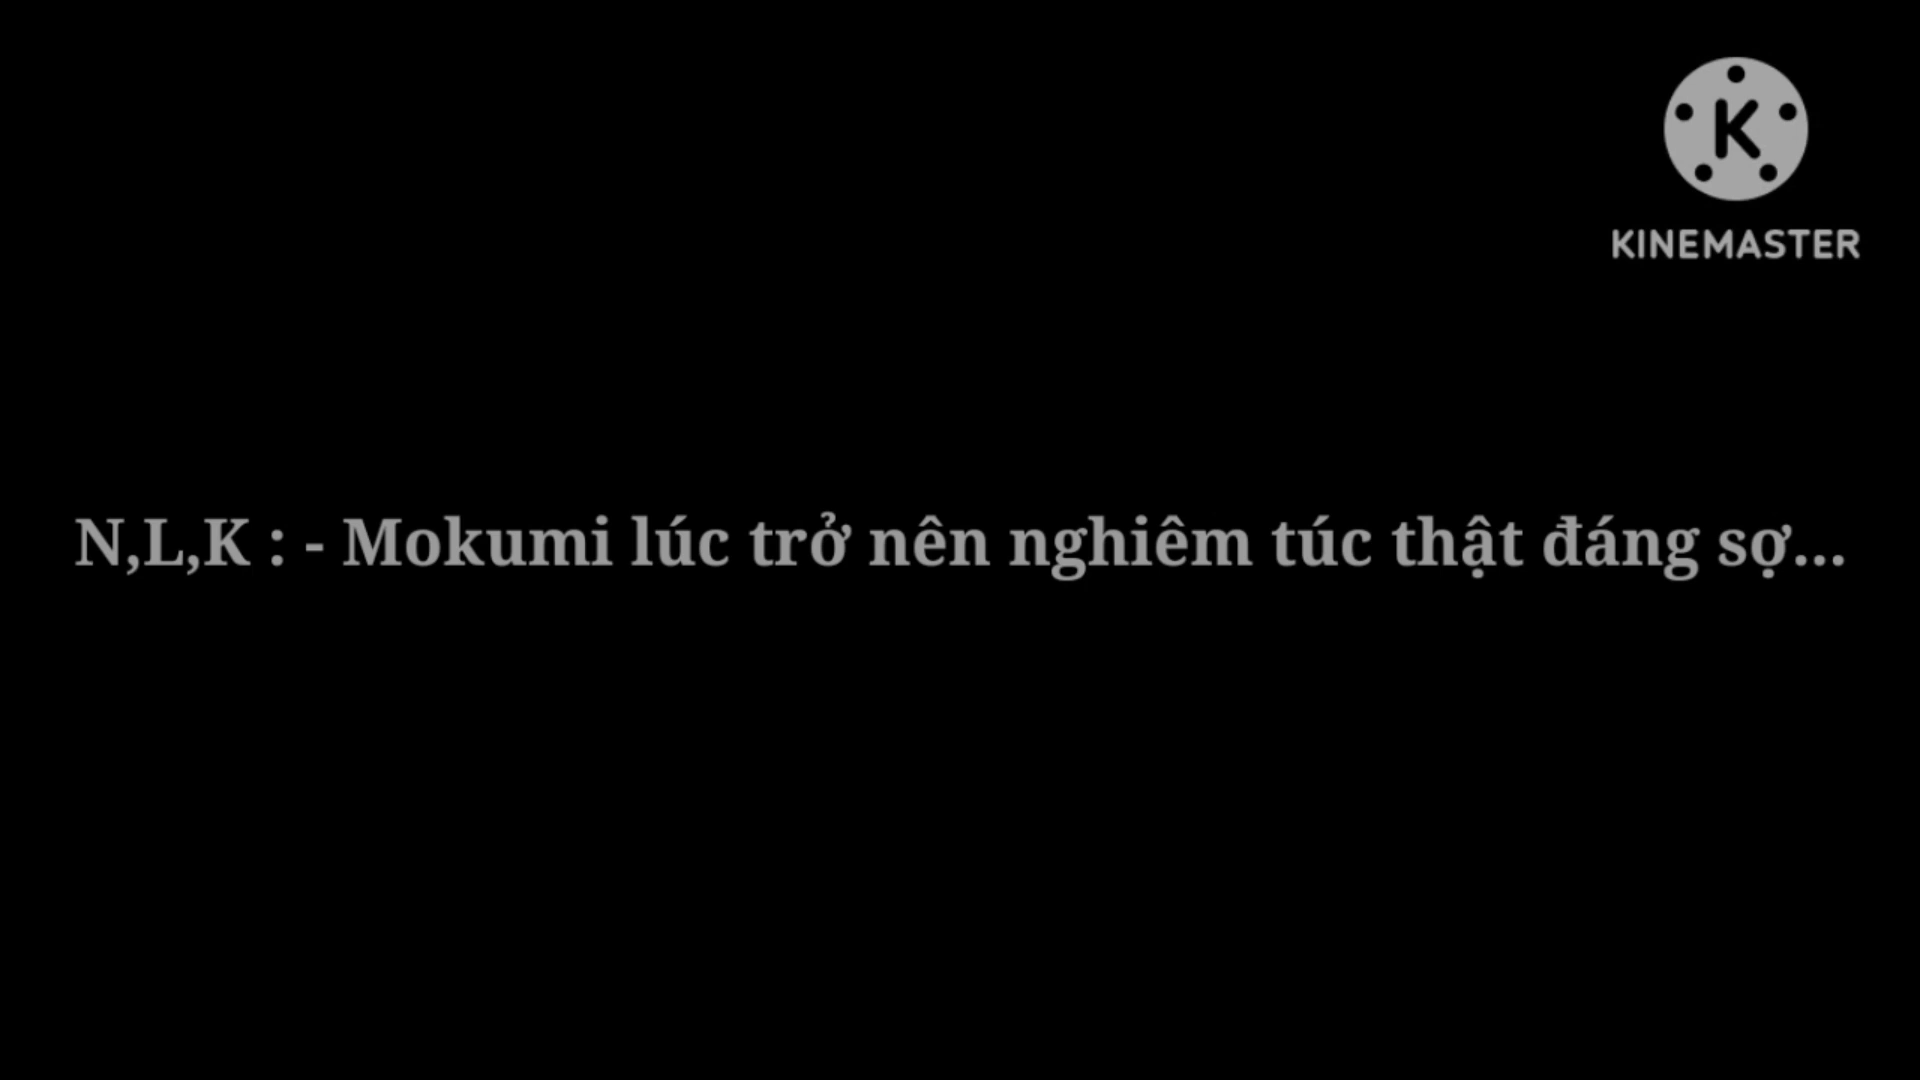 K
KINEMASTER
N,L,K : - Mokumi lúc trở nên nghiêm túc thật đáng sợ...